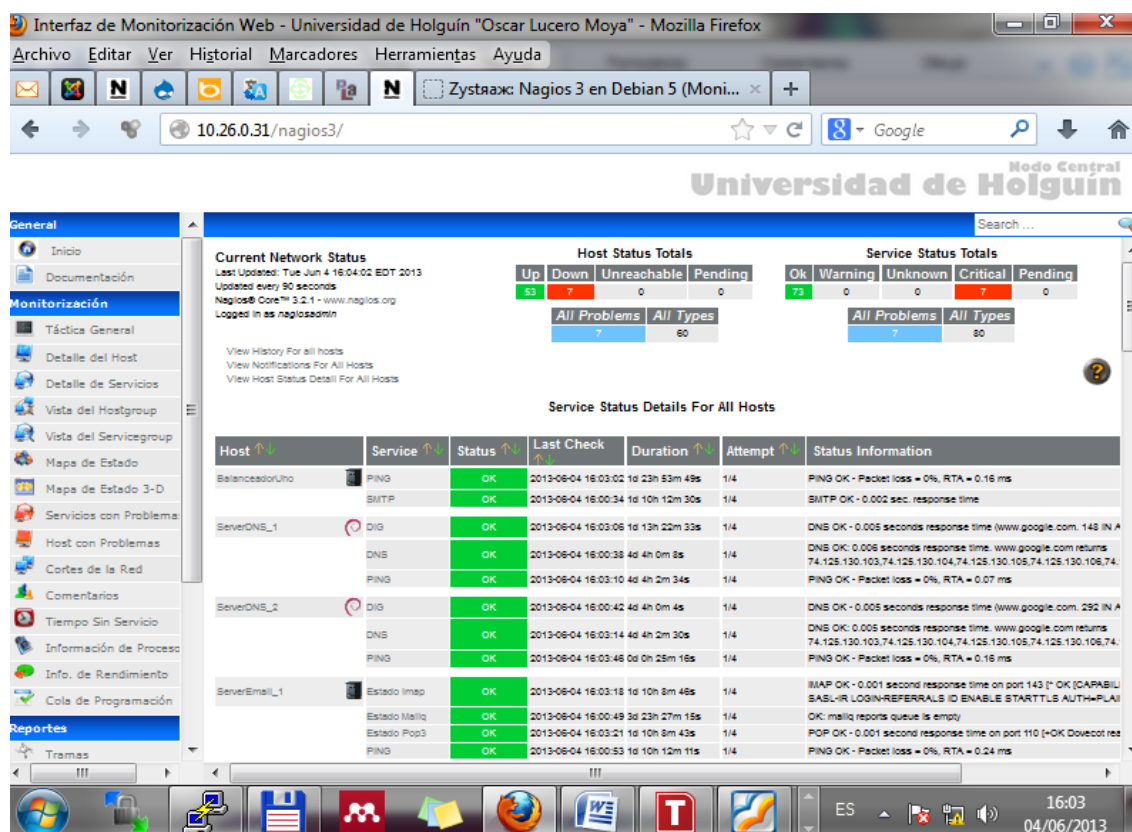 Interfaz de Monitorización Web - Universidad de Holguín "Oscar Lucero Moya" - Mozilla Firefox
Archivo Editar Ver Historial Marcadores Herramientas Ayuda
Zystяaж: Nagios 3 en Debian 5 (Moni...
10.26.0.31/nagios3/
Google
Nodo Central
Universidad de Holguín
General
Inicio
Documentación
Monitorización
Táctica General
Detalle del Host
Detalle de Servicios
Vista del Hostgroup
Vista del Servicegroup
Mapa de Estado
Mapa de Estado 3-D
Servicios con Problema
Host con Problemas
Cortes de la Red
Comentarios
Tiempo Sin Servicio
Información de Proceso
Info. de Rendimiento
Cola de Programación
Reportes
Tramas
Search ...
Current Network Status
Last Updated: Tue Jun 4 16:04:02 EDT 2013
Updated every 90 seconds
Nagios® Core™ 3.2.1 - www.nagios.org
Logged in as nagiosadmin
View History For all hosts
View Notifications For All Hosts
View Host Status Detail For All Hosts
Host Status Totals
Up Down Unreachable Pending
53 7 0 0
All Problems All Types
7 60
Service Status Totals
Ok Warning Unknown Critical Pending
73 0 0 7 0
All Problems All Types
7 80
Service Status Details For All Hosts
Host Service Status Last Check Duration Attempt Status Information
BalanceadorUno PING OK 2013-06-04 16:03:02 1d 23h 53m 49s 1/4 PING OK - Packet loss = 0%, RTA = 0.16 ms
SMTP OK 2013-06-04 16:00:34 1d 10h 12m 30s 1/4 SMTP OK - 0.002 sec. response time
ServerDNS_1 DIG OK 2013-06-04 16:03:06 1d 13h 22m 33s 1/4 DNS OK - 0.005 seconds response time (www.google.com. 148 IN A
DNS OK 2013-06-04 16:00:38 4d 4h 0m 8s 1/4 DNS OK: 0.006 seconds response time. www.google.com returns
74.125.130.103,74.125.130.104,74.125.130.105,74.125.130.106,74.
PING OK 2013-06-04 16:03:10 4d 4h 2m 34s 1/4 PING OK - Packet loss = 0%, RTA = 0.07 ms
ServerDNS_2 DIG OK 2013-06-04 16:00:42 4d 4h 0m 4s 1/4 DNS OK - 0.005 seconds response time (www.google.com. 292 IN A
DNS OK 2013-06-04 16:03:14 4d 4h 2m 30s 1/4 DNS OK: 0.005 seconds response time. www.google.com returns
74.125.130.103,74.125.130.104,74.125.130.105,74.125.130.106,74.
PING OK 2013-06-04 16:03:46 0d 0h 25m 16s 1/4 PING OK - Packet loss = 0%, RTA = 0.16 ms
ServerEmail_1 Estado Imap OK 2013-06-04 16:03:18 1d 10h 8m 46s 1/4 IMAP OK - 0.001 second response time on port 143 [* OK [CAPABIL
SASL-IR LOGIN-REFERRALS ID ENABLE STARTTLS AUTH=PLAI
Estado Mailq OK 2013-06-04 16:00:49 3d 23h 27m 15s 1/4 OK: mailq reports queue is empty
Estado Pop3 OK 2013-06-04 16:03:21 1d 10h 8m 43s 1/4 POP OK - 0.001 second response time on port 110 [+OK Dovecot rea
PING OK 2013-06-04 16:00:53 1d 10h 12m 11s 1/4 PING OK - Packet loss = 0%, RTA = 0.24 ms
ES
16:03
04/06/2013